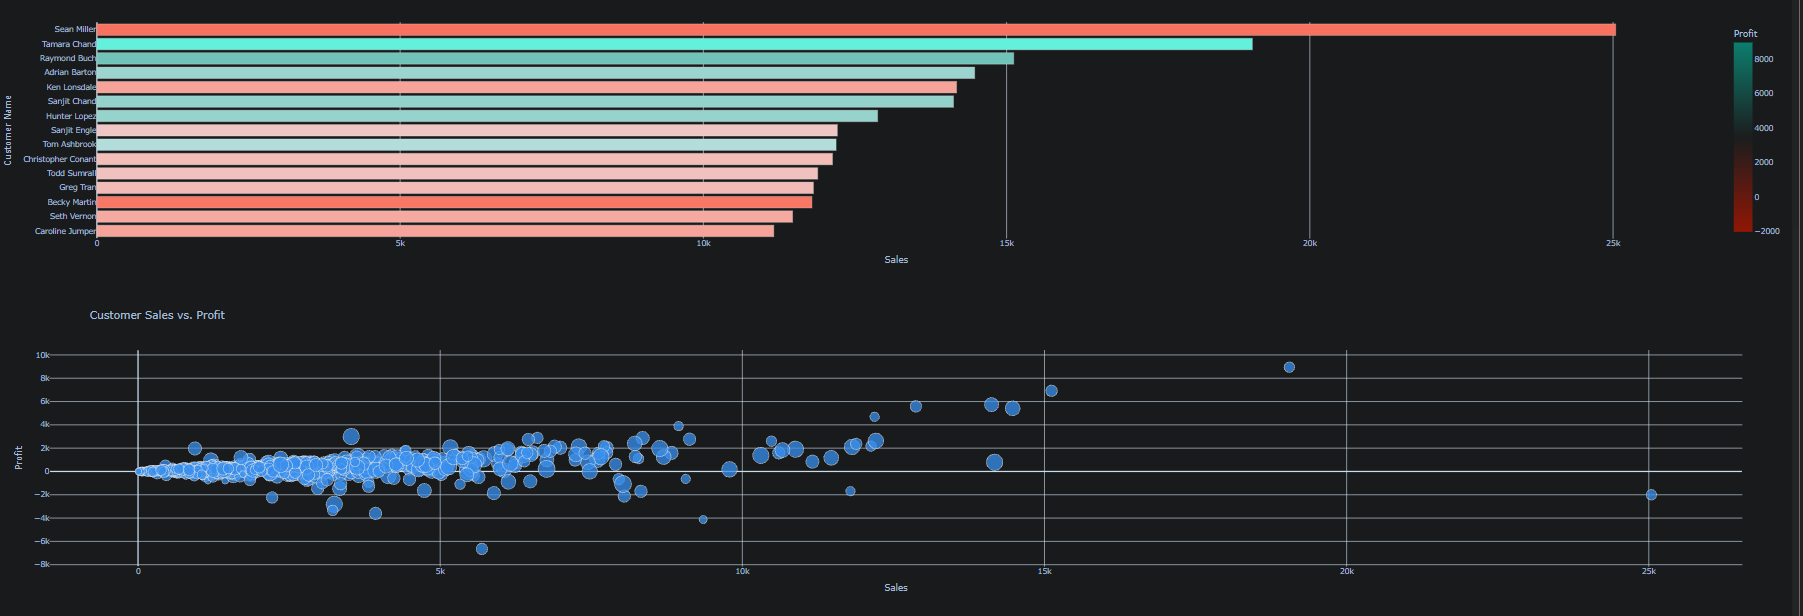 Sean Miller
Tamara Chand
Raymond Buch
Adrian Barton
Ken Lonsdale
Sanjit Chand
Hunter Lopez
Sanjit Engle
Tom Ashbrook
Christopher Conant
Todd Sumrall
Greg Tran
Becky Martin
Seth Vernon
Caroline Jumper
Customer Name
0 5k 10k 15k 20k 25k
Sales
Profit
8000
6000
4000
2000
0
−2000
Customer Sales vs. Profit
10k
8k
6k
4k
2k
0
−2k
−4k
−6k
−8k
Profit
0 5k 10k 15k 20k 25k
Sales